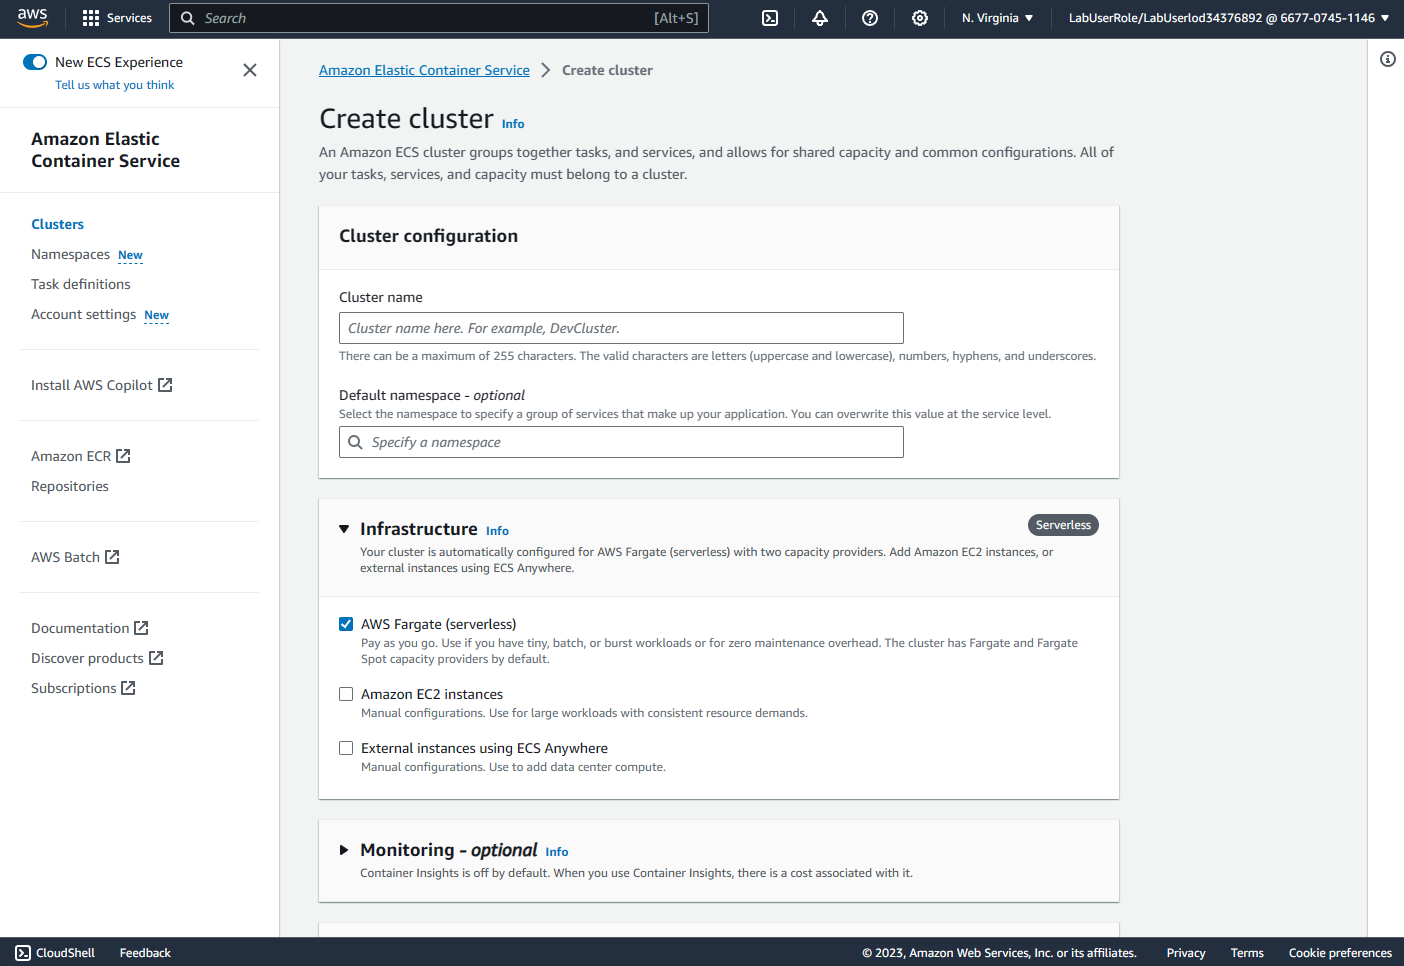 aws
Services
Search
[Alt+S]
N. Virginia
LabUserRole/LabUserlod34376892 @ 6677-0745-1146
New ECS Experience
Tell us what you think
Amazon Elastic
Container Service
Clusters
Namespaces New
Task definitions
Account settings New
Install AWS Copilot
Amazon ECR
Repositories
AWS Batch
Documentation
Discover products
Subscriptions
Amazon Elastic Container Service
Create cluster
Create cluster Info
An Amazon ECS cluster groups together tasks, and services, and allows for shared capacity and common configurations. All of
your tasks, services, and capacity must belong to a cluster.
Cluster configuration
Cluster name
Cluster name here. For example, DevCluster.
There can be a maximum of 255 characters. The valid characters are letters (uppercase and lowercase), numbers, hyphens, and underscores.
Default namespace - optional
Select the namespace to specify a group of services that make up your application. You can overwrite this value at the service level.
Specify a namespace
Infrastructure Info
Serverless
Your cluster is automatically configured for AWS Fargate (serverless) with two capacity providers. Add Amazon EC2 instances, or
external instances using ECS Anywhere.
AWS Fargate (serverless)
Pay as you go. Use if you have tiny, batch, or burst workloads or for zero maintenance overhead. The cluster has Fargate and Fargate
Spot capacity providers by default.
Amazon EC2 instances
Manual configurations. Use for large workloads with consistent resource demands.
External instances using ECS Anywhere
Manual configurations. Use to add data center compute.
Monitoring - optional Info
Container Insights is off by default. When you use Container Insights, there is a cost associated with it.
CloudShell
Feedback
© 2023, Amazon Web Services, Inc. or its affiliates.
Privacy
Terms
Cookie preferences